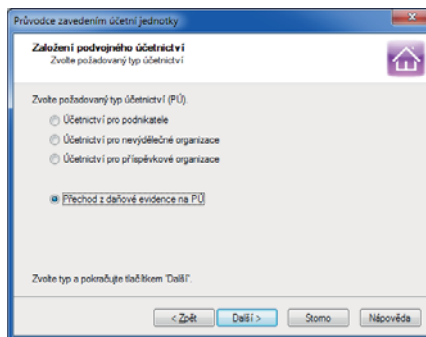 Průvodce zavedením účetní jednotky
Založení podvojného účetnictví
Zvolte požadovaný typ účetnictví
Zvolte požadovaný typ účetnictví (PÚ).
Účetnictví pro podnikatele
Účetnictví pro nevýdělečné organizace
Účetnictví pro příspěvkové organizace
Přechod z daňové evidence na PÚ
Zvolte typ a pokračujte tlačítkem "Další".
< Zpět
Další >
Storno
Nápověda